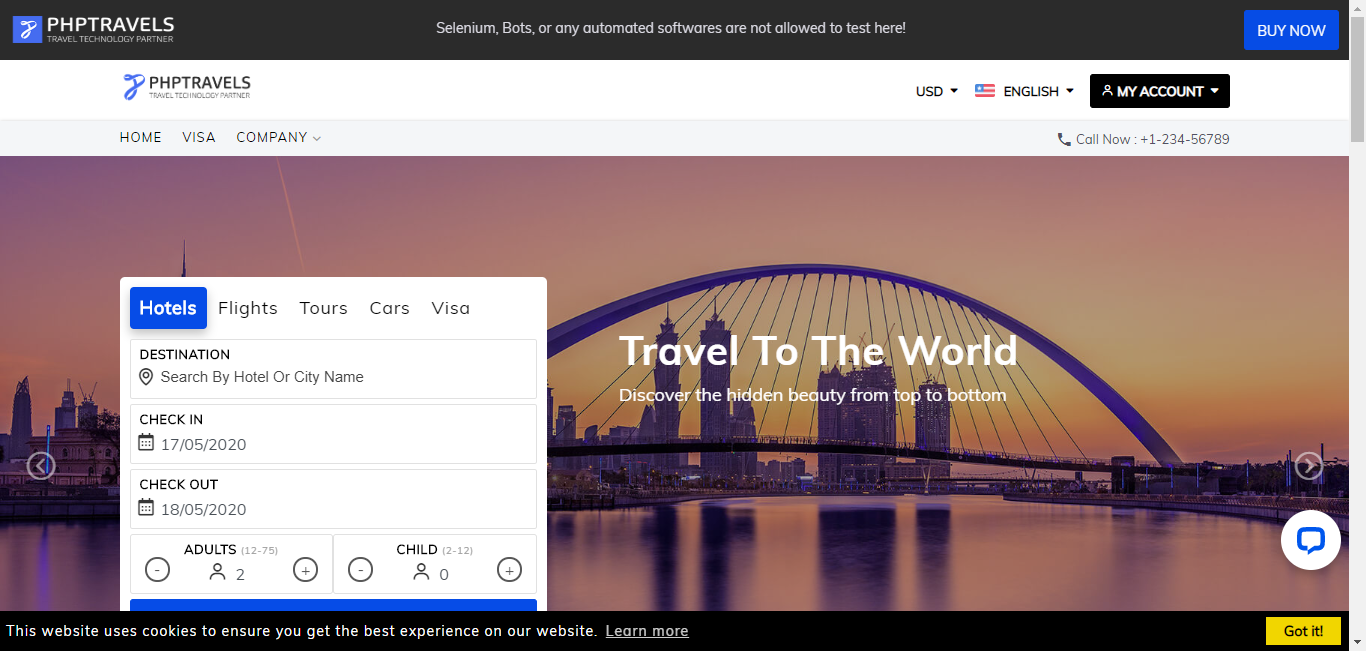 PHPTRAVELS
TRAVEL TECHNOLOGY PARTNER
Selenium, Bots, or any automated softwares are not allowed to test here!
BUY NOW
PHPTRAVELS
TRAVEL TECHNOLOGY PARTNER
USD
ENGLISH
MY ACCOUNT
HOME VISA COMPANY
Call Now : +1-234-56789
Hotels Flights Tours Cars Visa
DESTINATION
Search By Hotel Or City Name
CHECK IN
17/05/2020
CHECK OUT
18/05/2020
ADULTS (12-75)
- 2 +
CHILD (2-12)
- 0 +
Travel To The World
Discover the hidden beauty from top to bottom
This website uses cookies to ensure you get the best experience on our website. Learn more
Got it!